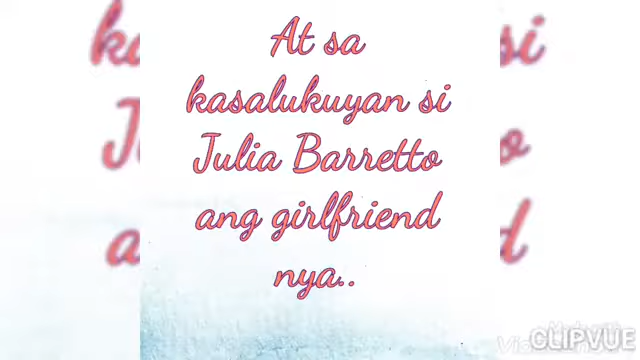 At sa
kasalukuyan si
Julia Barretto
ang girlfriend
nya..
CLIPVUE